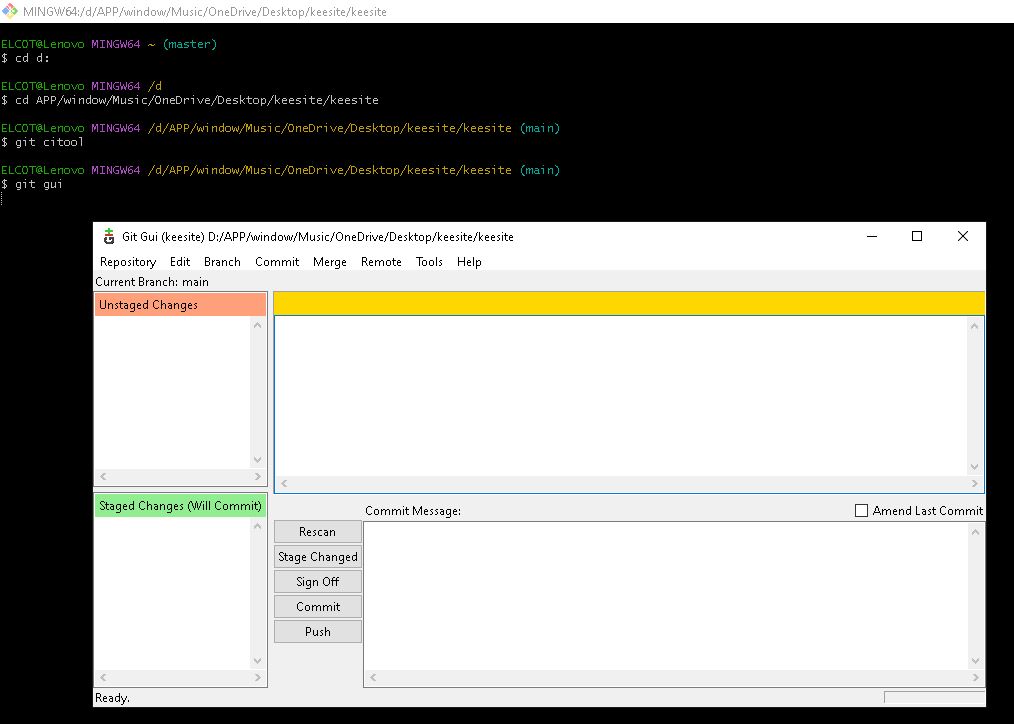 MINGW64:/d/APP/window/Music/OneDrive/Desktop/keesite/keesite
ELCOT@Lenovo MINGW64 ~ (master)
$ cd d:
ELCOT@Lenovo MINGW64 /d
$ cd APP/window/Music/OneDrive/Desktop/keesite/keesite
ELCOT@Lenovo MINGW64 /d/APP/window/Music/OneDrive/Desktop/keesite/keesite (main)
$ git citool
ELCOT@Lenovo MINGW64 /d/APP/window/Music/OneDrive/Desktop/keesite/keesite (main)
$ git gui
Git Gui (keesite) D:/APP/window/Music/OneDrive/Desktop/keesite/keesite
Repository Edit Branch Commit Merge Remote Tools Help
Current Branch: main
Unstaged Changes
Staged Changes (Will Commit)
Commit Message:
Amend Last Commit
Rescan
Stage Changed
Sign Off
Commit
Push
Ready.